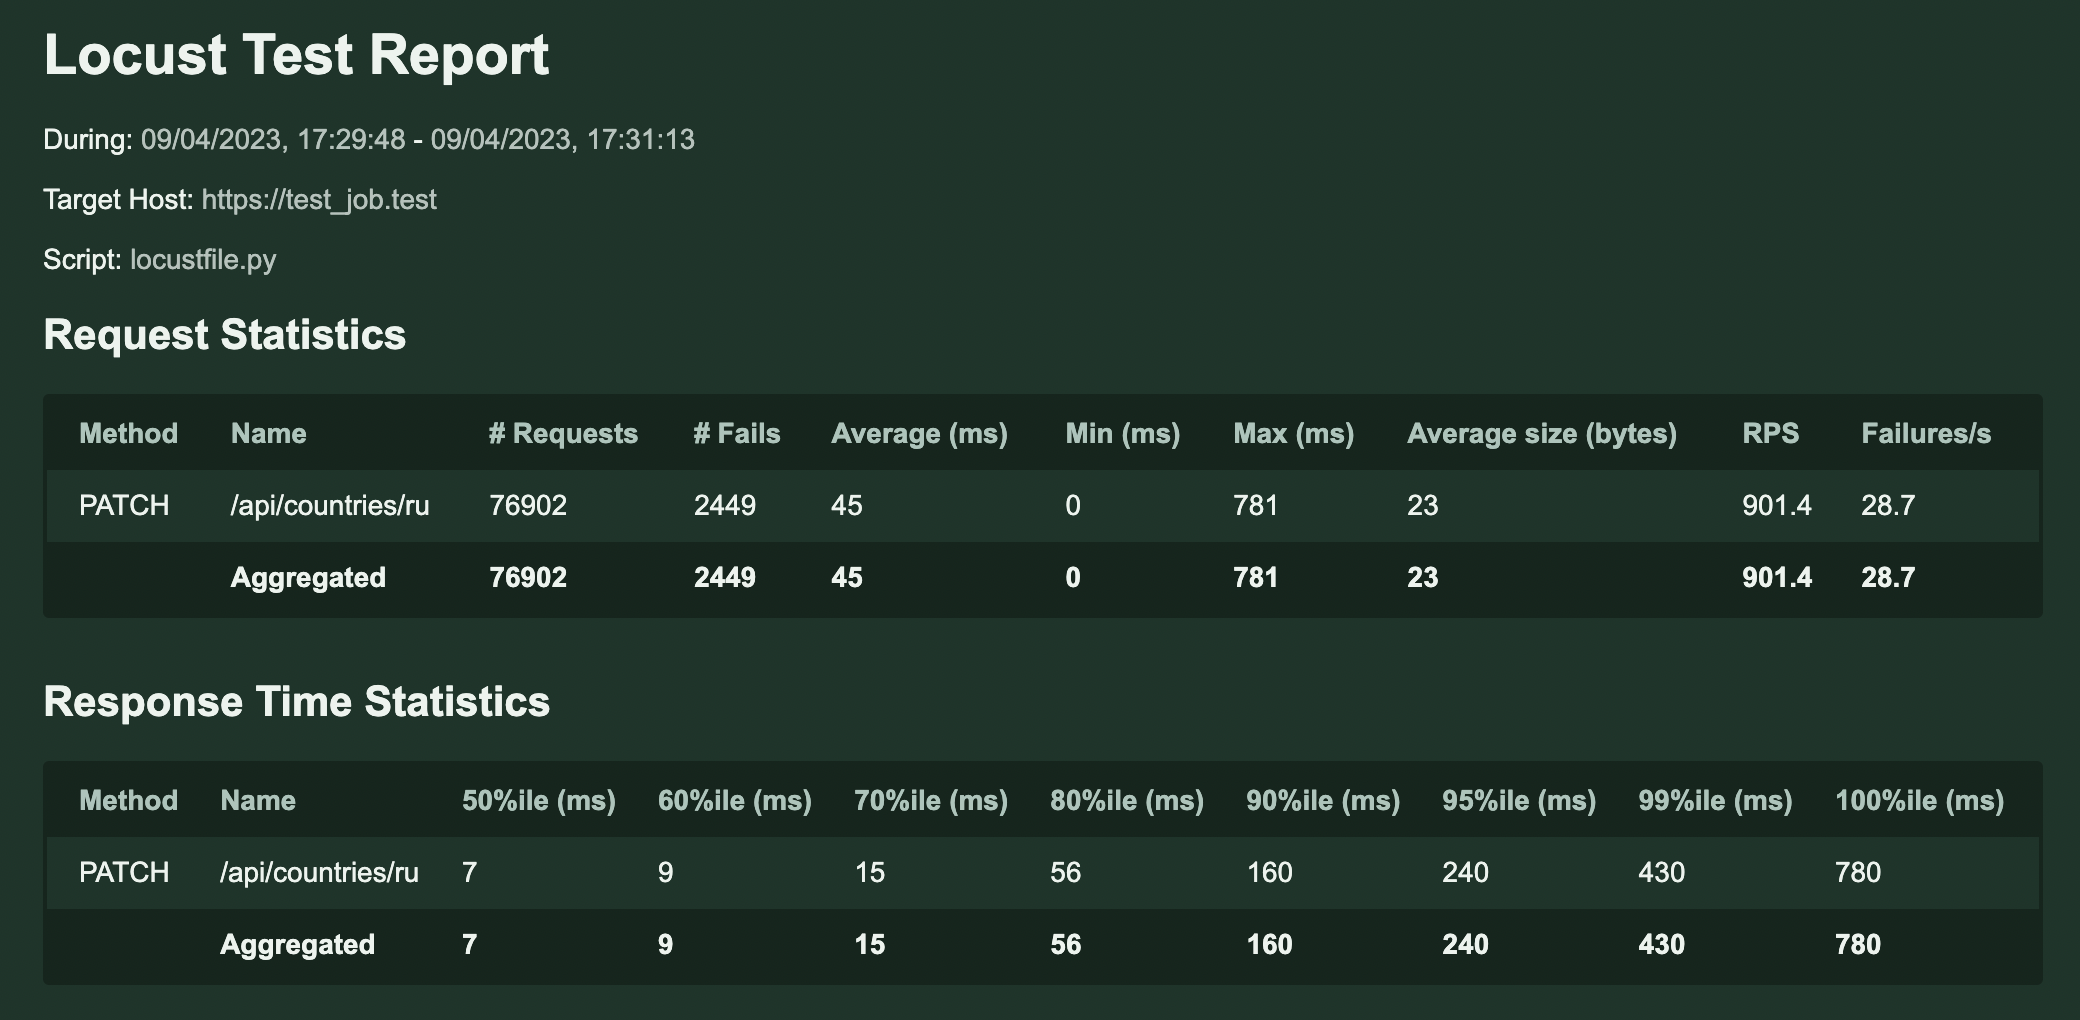 Locust Test Report
During: 09/04/2023, 17:29:48 - 09/04/2023, 17:31:13
Target Host: https://test_job.test
Script: locustfile.py
Request Statistics
Method Name # Requests # Fails Average (ms) Min (ms) Max (ms) Average size (bytes) RPS Failures/s
PATCH /api/countries/ru 76902 2449 45 0 781 23 901.4 28.7
Aggregated 76902 2449 45 0 781 23 901.4 28.7
Response Time Statistics
Method Name 50%ile (ms) 60%ile (ms) 70%ile (ms) 80%ile (ms) 90%ile (ms) 95%ile (ms) 99%ile (ms) 100%ile (ms)
PATCH /api/countries/ru 7 9 15 56 160 240 430 780
Aggregated 7 9 15 56 160 240 430 780